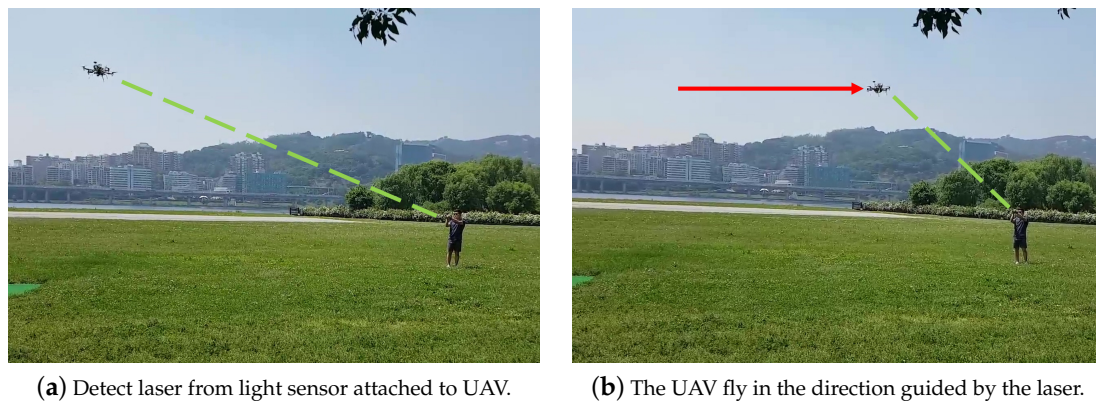 (a) Detect laser from light sensor attached to UAV.
(b) The UAV fly in the direction guided by the laser.